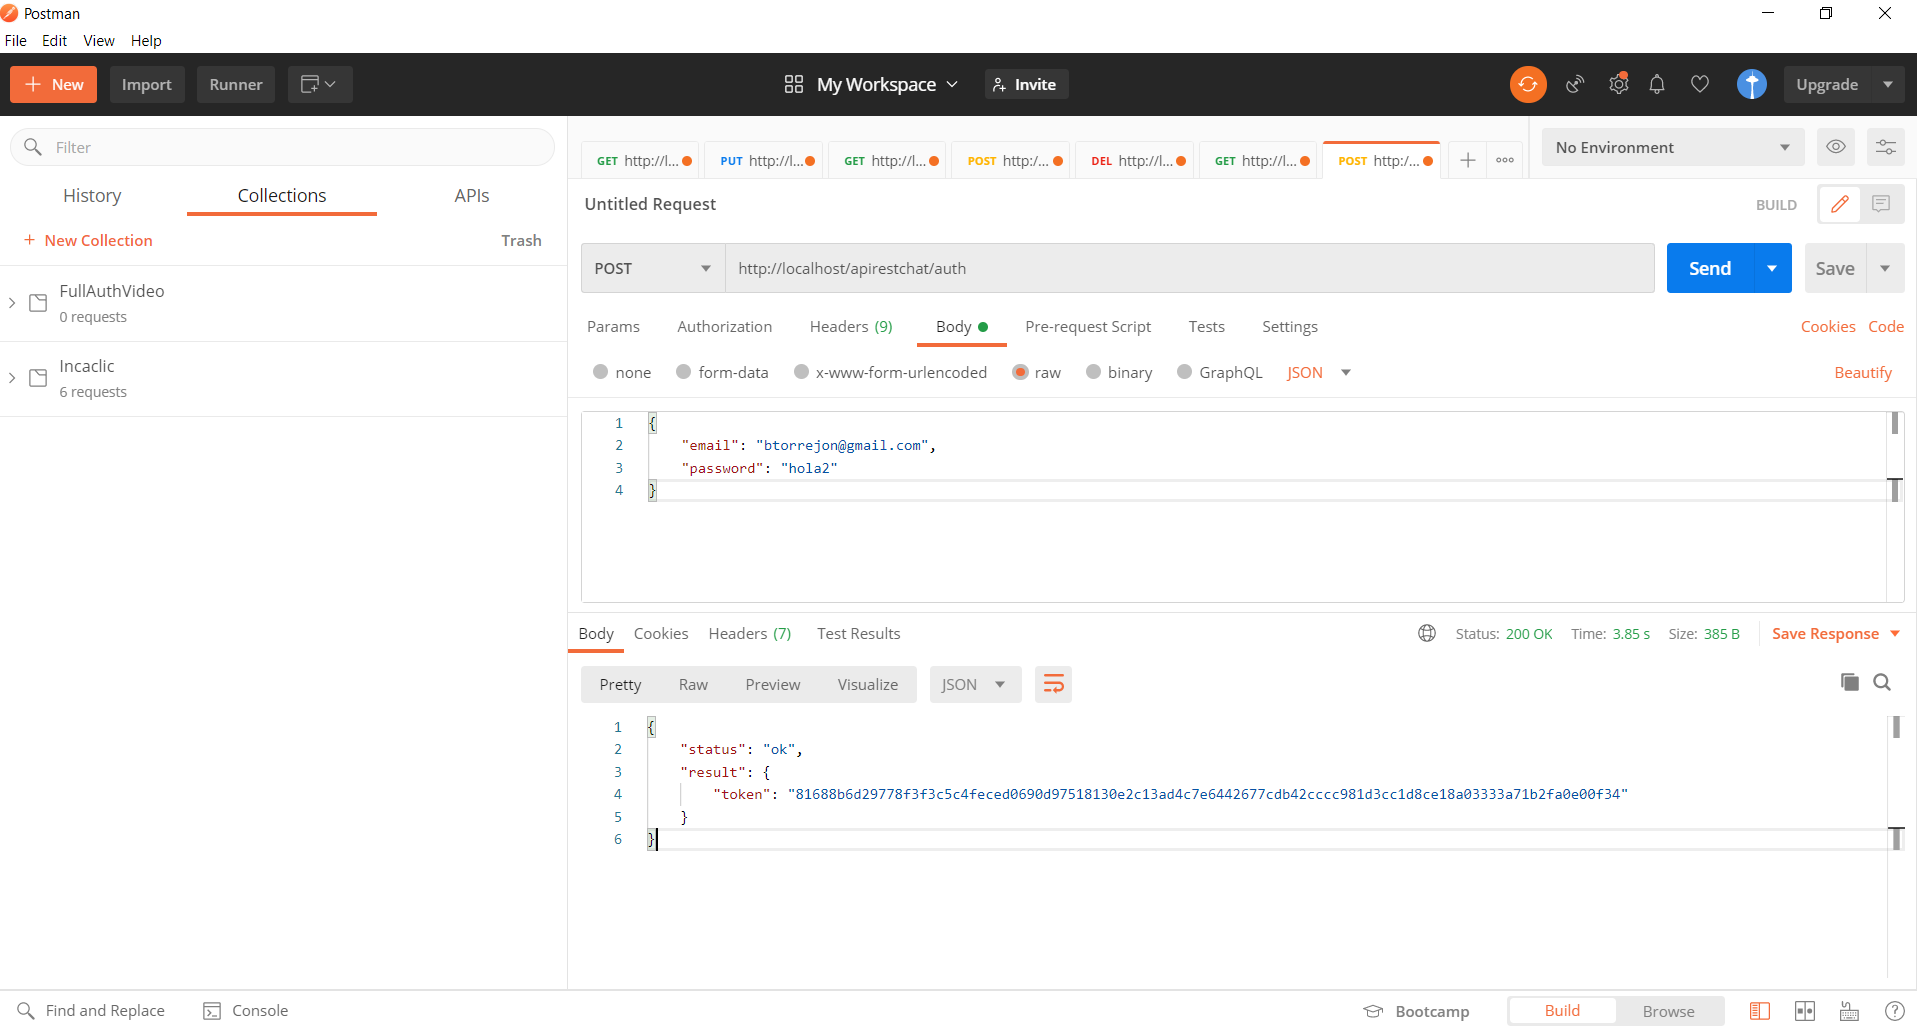 Postman
File Edit View Help
New Import Runner My Workspace Invite Upgrade
Filter
History Collections APIs
+ New Collection Trash
FullAuthVideo
0 requests
Incaclic
6 requests
GET http://l... PUT http://l... GET http://l... POST http:/... DEL http://l... GET http://l... POST http:/...
No Environment
Untitled Request BUILD
POST http://localhost/apirestchat/auth Send Save
Params Authorization Headers (9) Body Pre-request Script Tests Settings Cookies Code
none form-data x-www-form-urlencoded raw binary GraphQL JSON Beautify
1 {
2 "email": "btorrejon@gmail.com",
3 "password": "hola2"
4 }
Body Cookies Headers (7) Test Results Status: 200 OK Time: 3.85 s Size: 385 B Save Response
Pretty Raw Preview Visualize JSON
1 {
2 "status": "ok",
3 "result": {
4 "token": "81688b6d29778f3f3c5c4feced0690d97518130e2c13ad4c7e6442677cdb42cccc981d3cc1d8ce18a03333a71b2fa0e00f34"
5 }
6 }
Find and Replace Console Bootcamp Build Browse